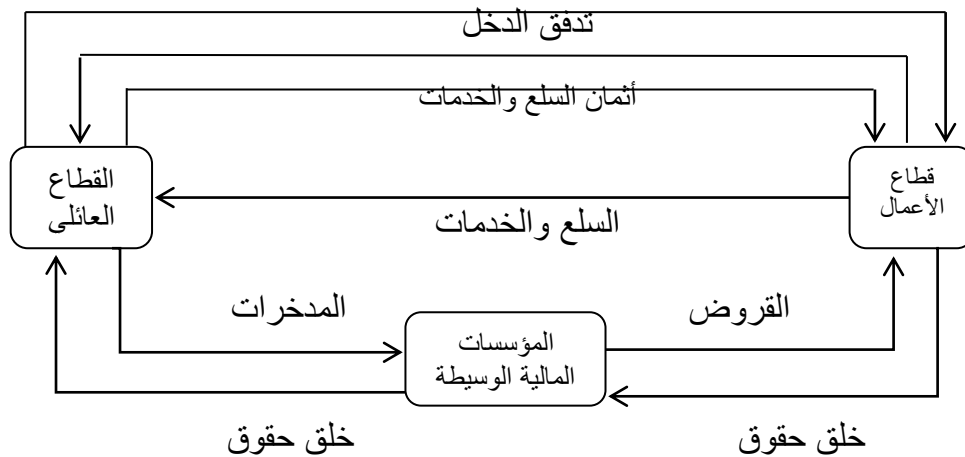 تدفق الدخل
أثمان السلع والخدمات
قطاع
الأعمال
القطاع
العائلى
السلع والخدمات
القروض
المدخرات
المؤسسات
المالية الوسيطة
خلق حقوق
خلق حقوق